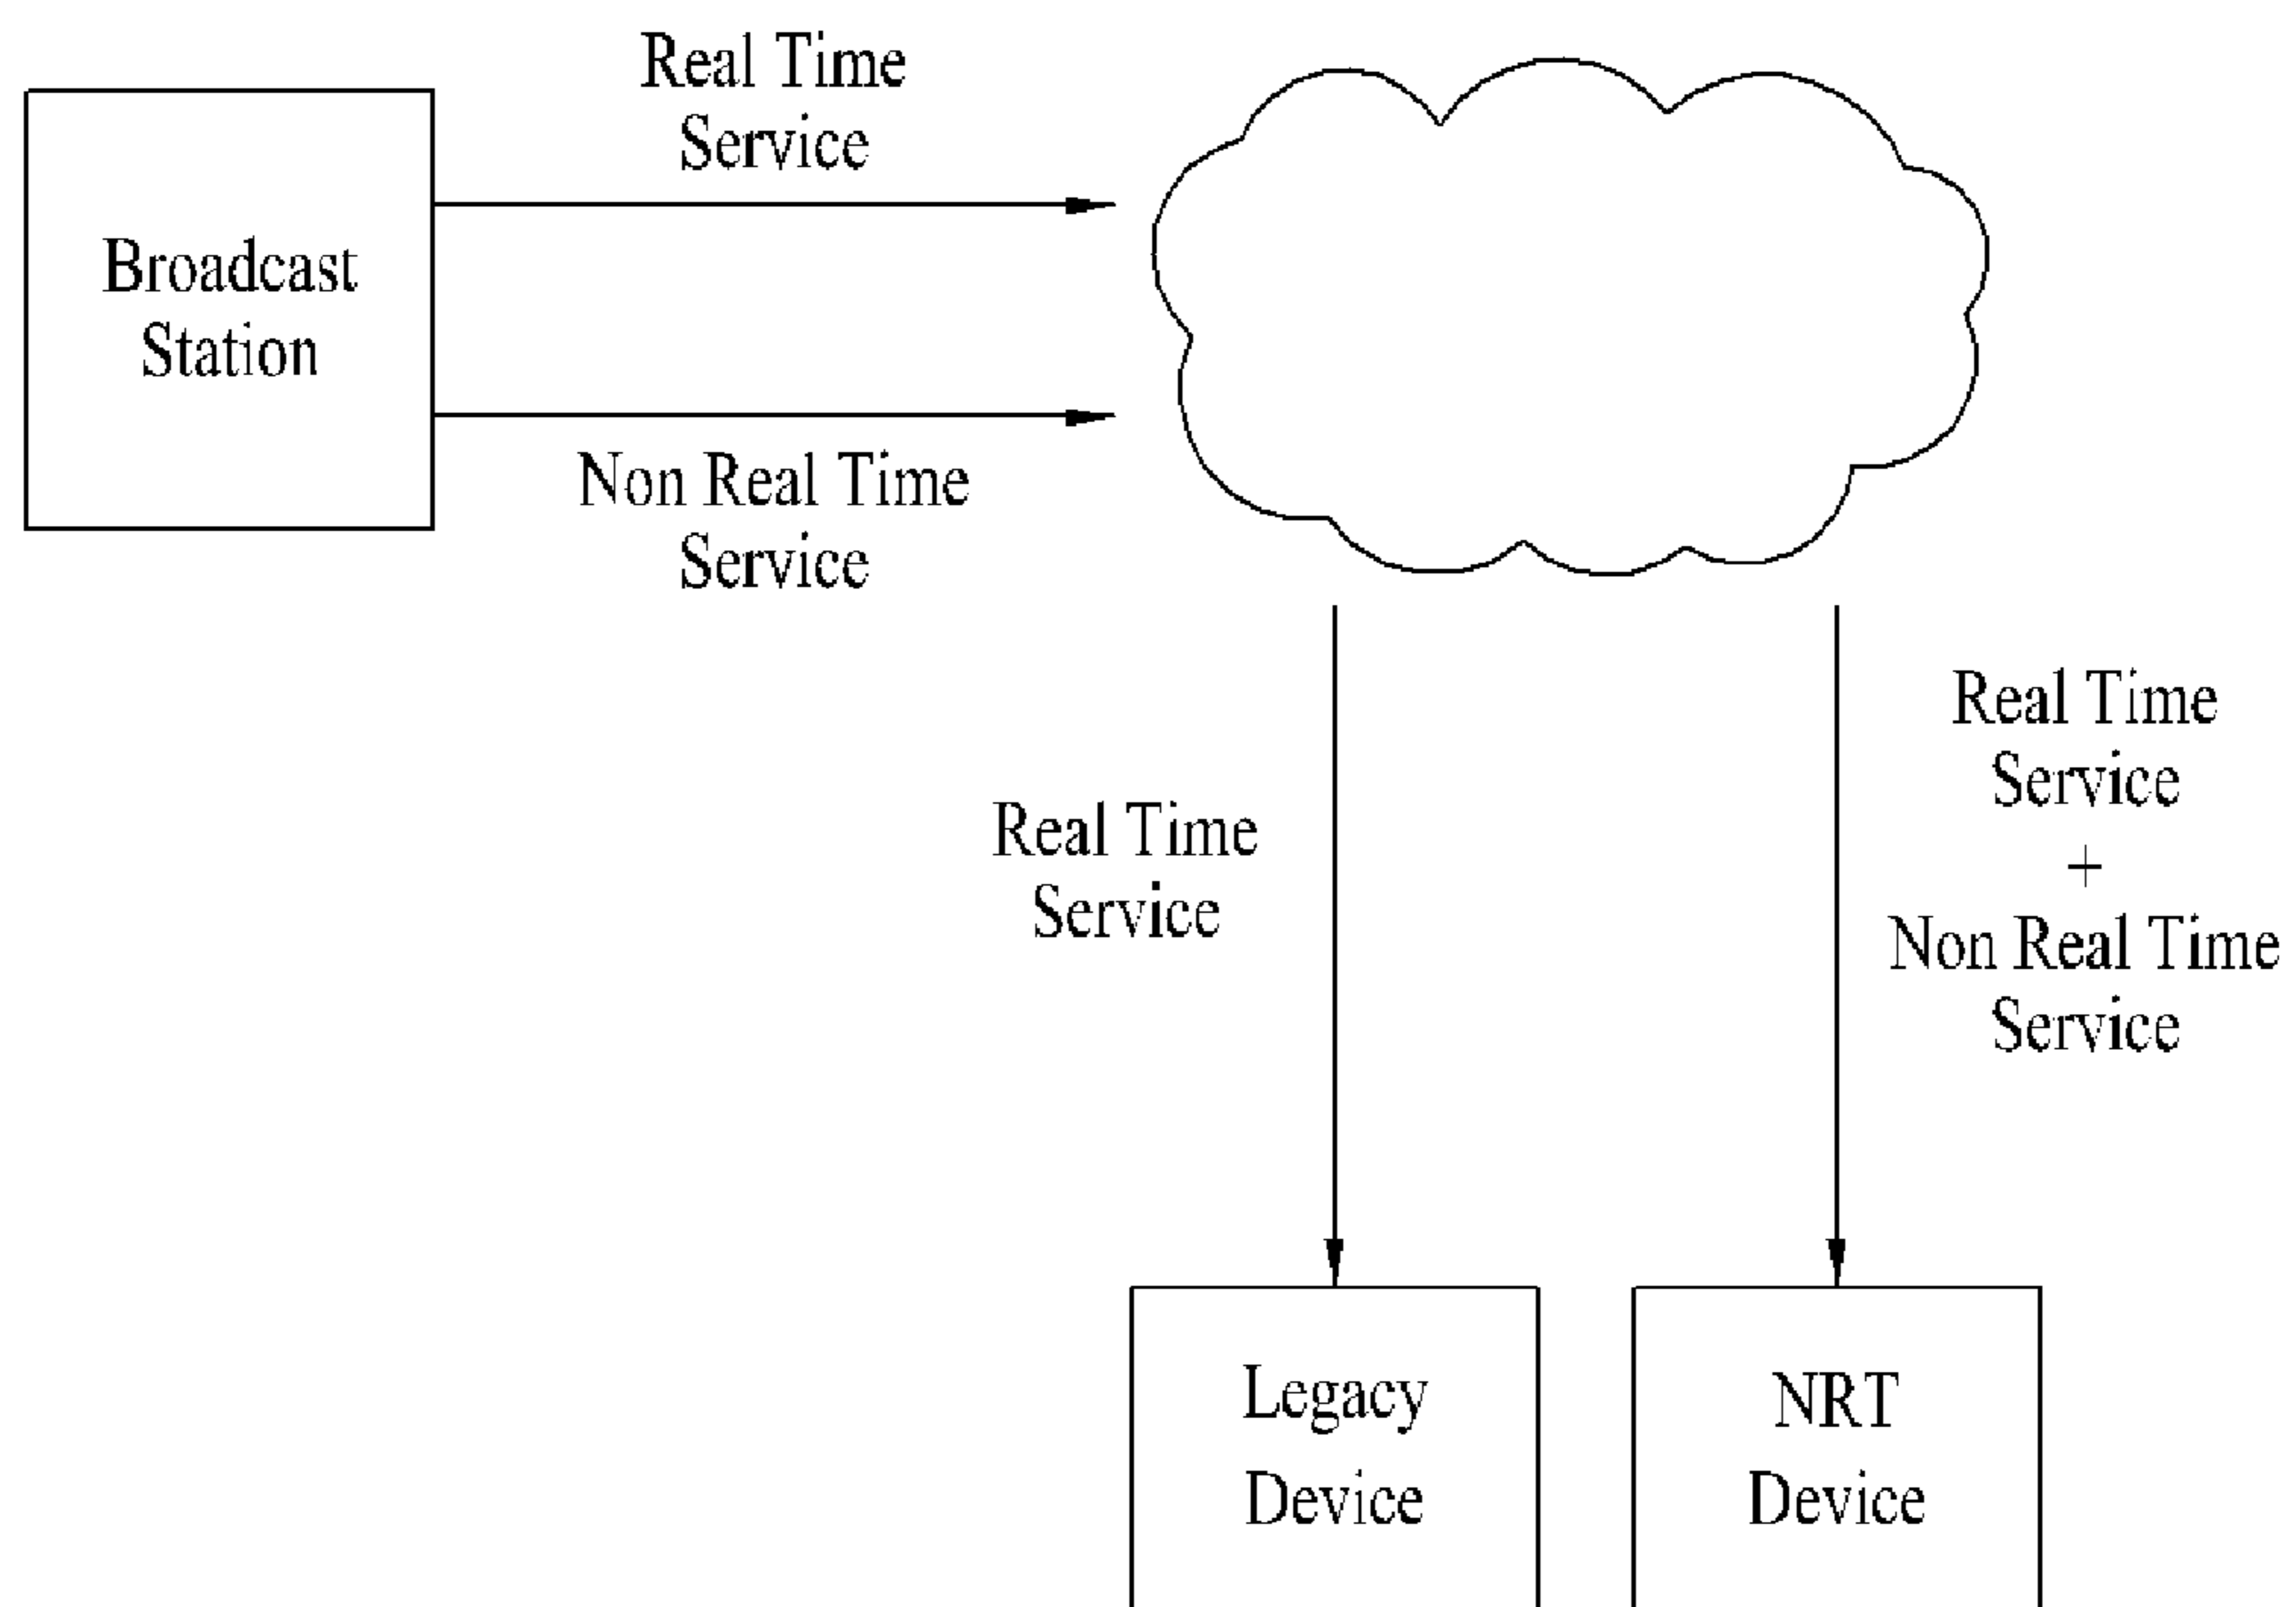 Real Time
Service
Broadcast
Station
Non Real Time
Service
Real Time
Service
Real Time
Service
+
Non Real Time
Service
Legacy
Device
NRT
Device